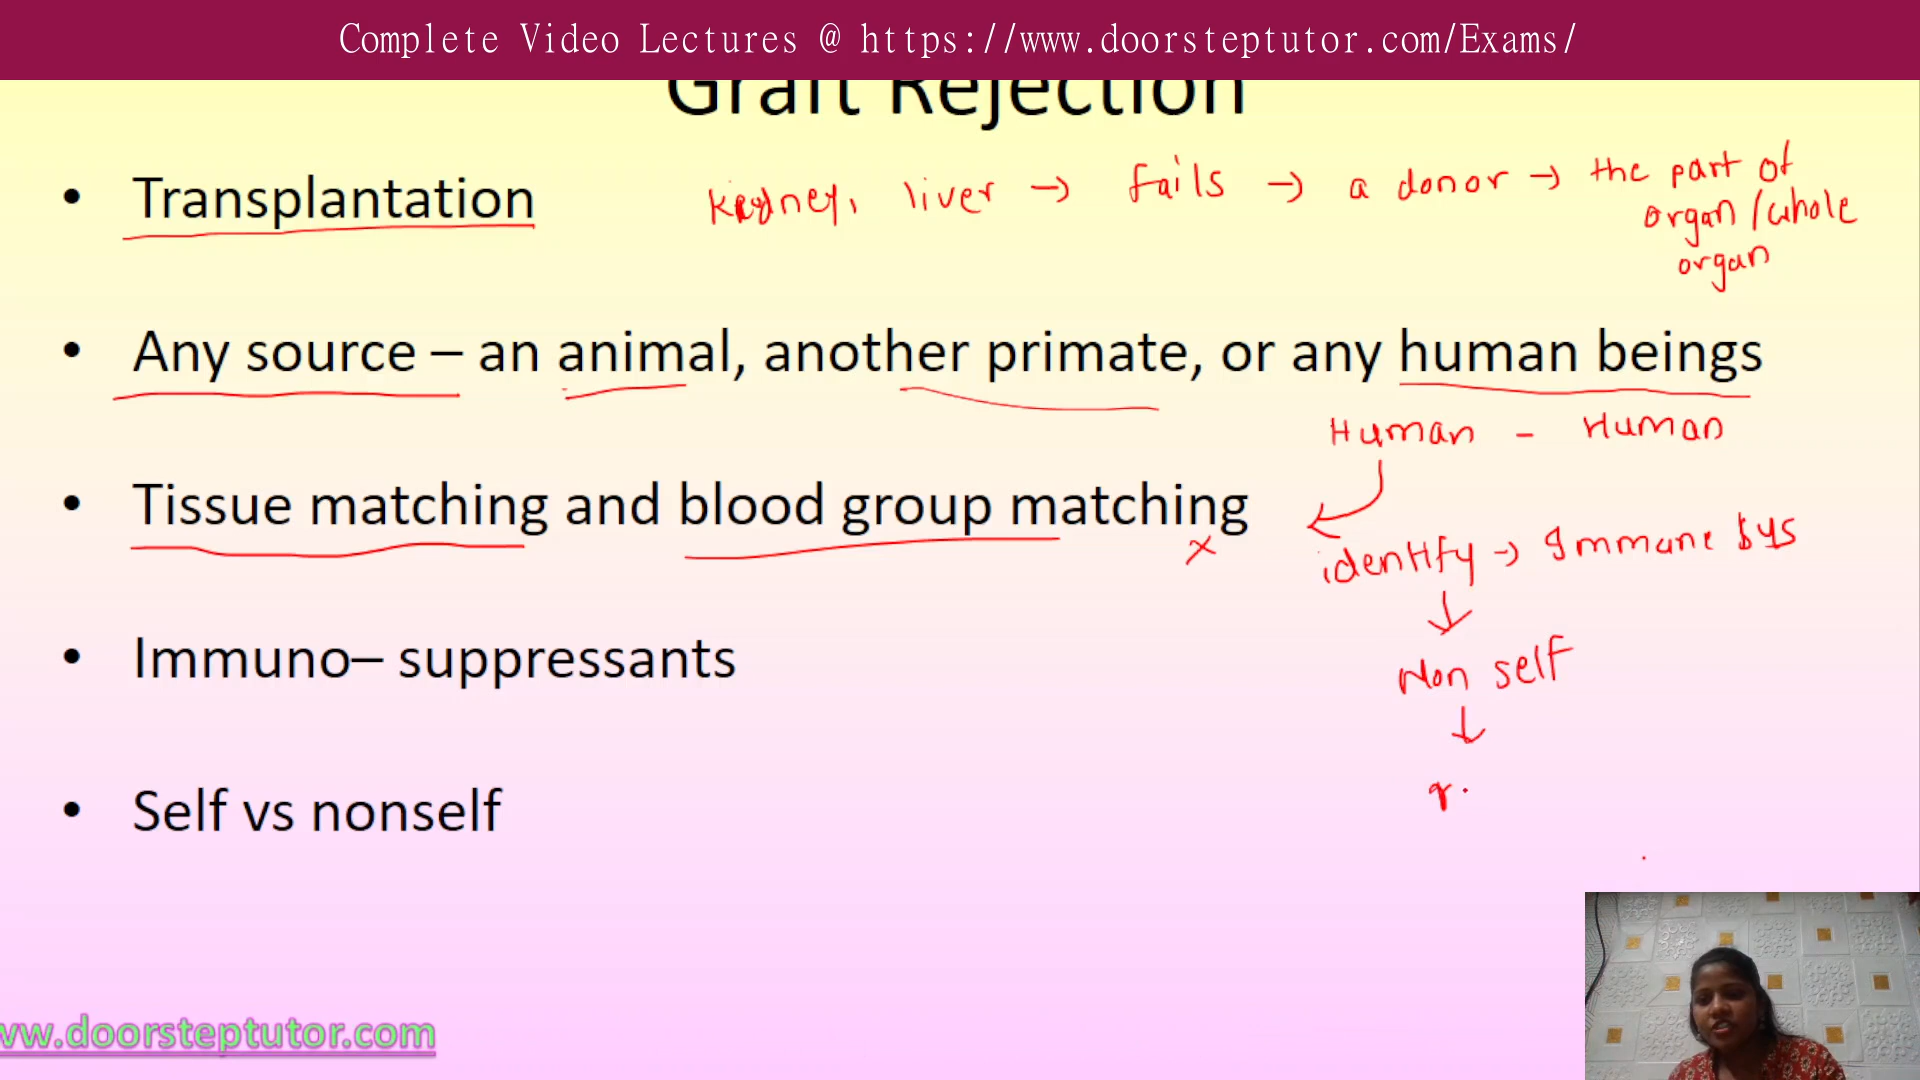 Complete Video Lectures @ https://www.doorsteptutor.com/Exams/
Graft Rejection
• Transplantation
Kidney, liver → fails → a donor → the part of
organ/whole
organ
• Any source – an animal, another primate, or any human beings
Human - Human
• Tissue matching and blood group matching
x
identify → Immune sys
↓
Non self
↓
r.
• Immuno– suppressants
• Self vs nonself
ww.doorsteptutor.com